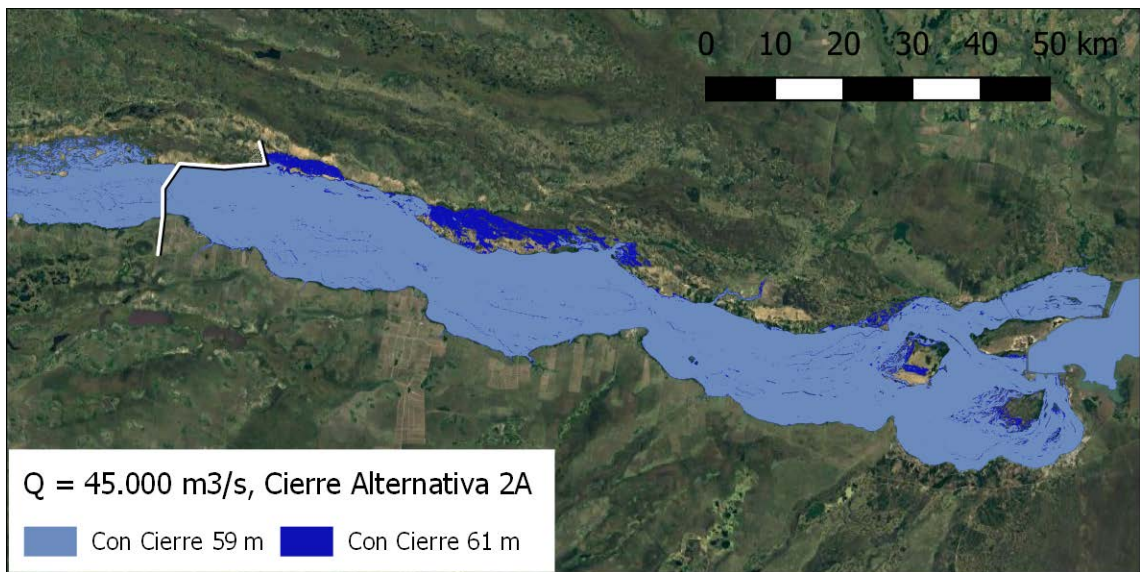 0 10 20 30 40 50 km
Q = 45.000 m3/s, Cierre Alternativa 2A
Con Cierre 59 m Con Cierre 61 m